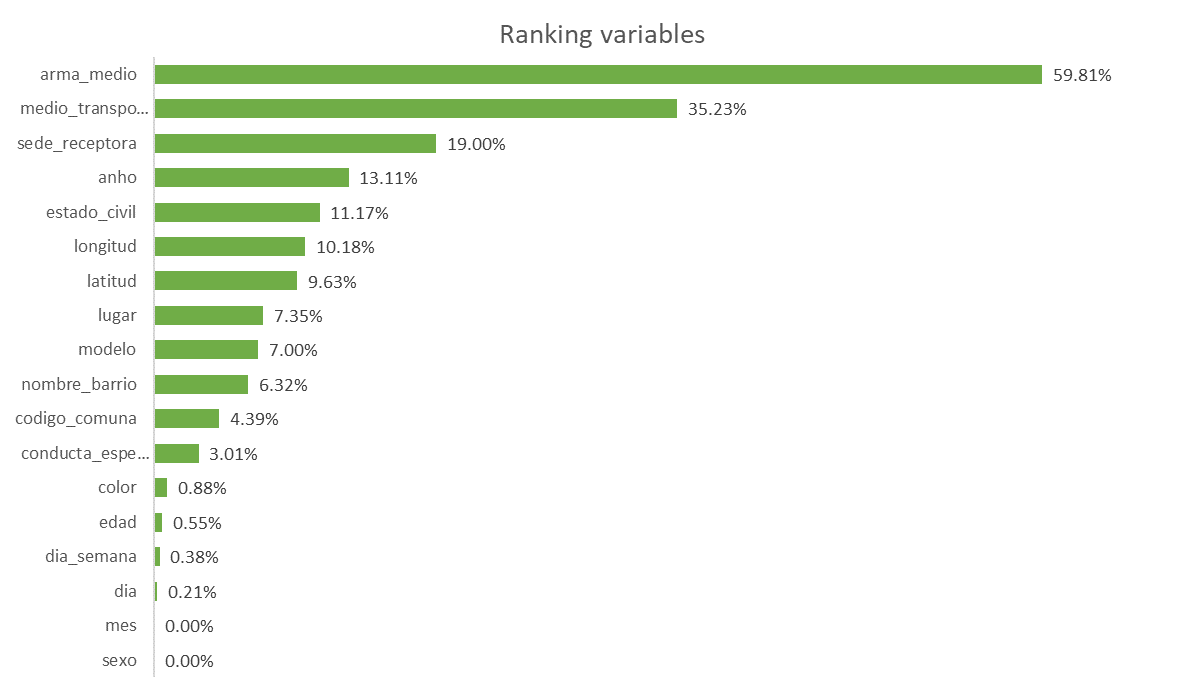 Ranking variables
arma_medio 59.81%
medio_transpo... 35.23%
sede_receptora 19.00%
anho 13.11%
estado_civil 11.17%
longitud 10.18%
latitud 9.63%
lugar 7.35%
modelo 7.00%
nombre_barrio 6.32%
codigo_comuna 4.39%
conducta_espe... 3.01%
color 0.88%
edad 0.55%
dia_semana 0.38%
dia 0.21%
mes 0.00%
sexo 0.00%